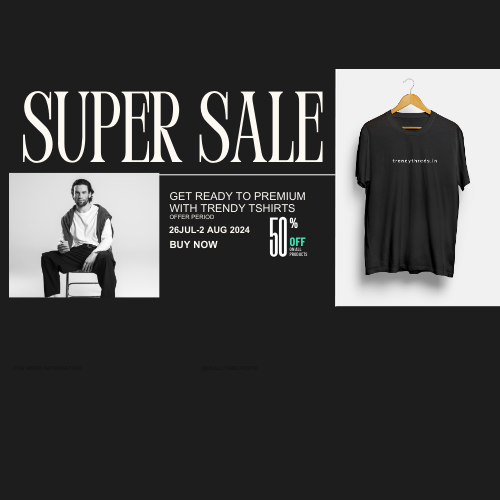 SUPER SALE
GET READY TO PREMIUM
WITH TRENDY TSHIRTS
OFFER PERIOD
26JUL-2 AUG 2024
BUY NOW
50%
OFF
ON ALL
PRODUCTS
trendythreds.in